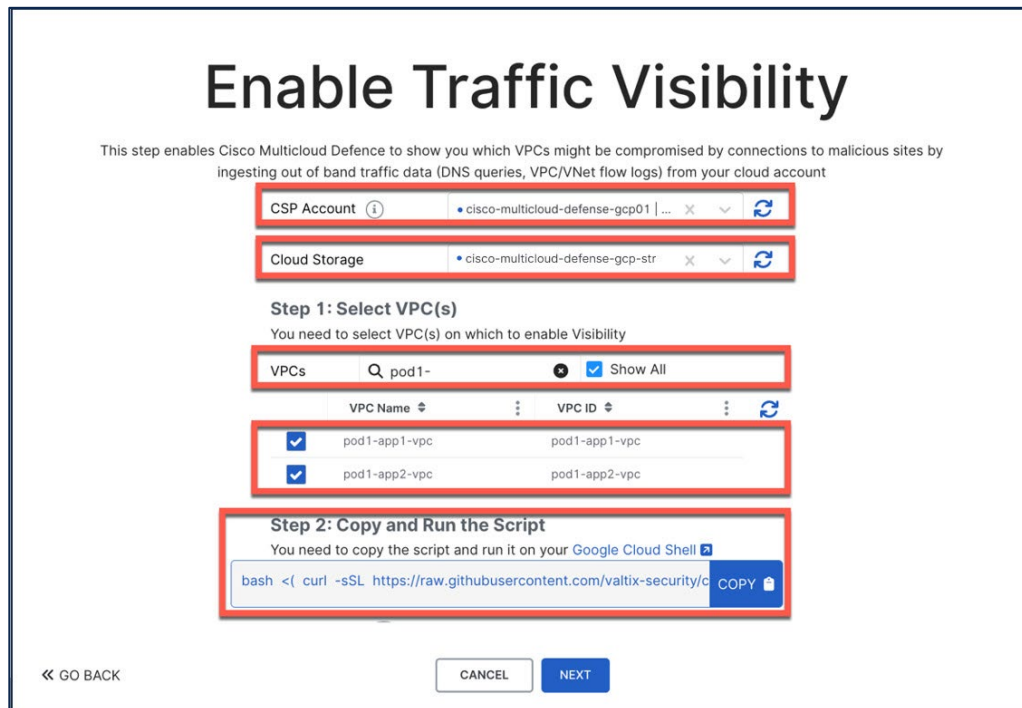 Enable Traffic Visibility
This step enables Cisco Multicloud Defence to show you which VPCs might be compromised by connections to malicious sites by
ingesting out of band traffic data (DNS queries, VPC/VNet flow logs) from your cloud account
CSP Account cisco-multicloud-defense-gcp01 | ...
Cloud Storage cisco-multicloud-defense-gcp-str
Step 1: Select VPC(s)
You need to select VPC(s) on which to enable Visibility
VPCs pod1- Show All
VPC Name VPC ID
pod1-app1-vpc pod1-app1-vpc
pod1-app2-vpc pod1-app2-vpc
Step 2: Copy and Run the Script
You need to copy the script and run it on your Google Cloud Shell
bash <( curl -sSL https://raw.githubusercontent.com/valtix-security/c COPY
GO BACK CANCEL NEXT